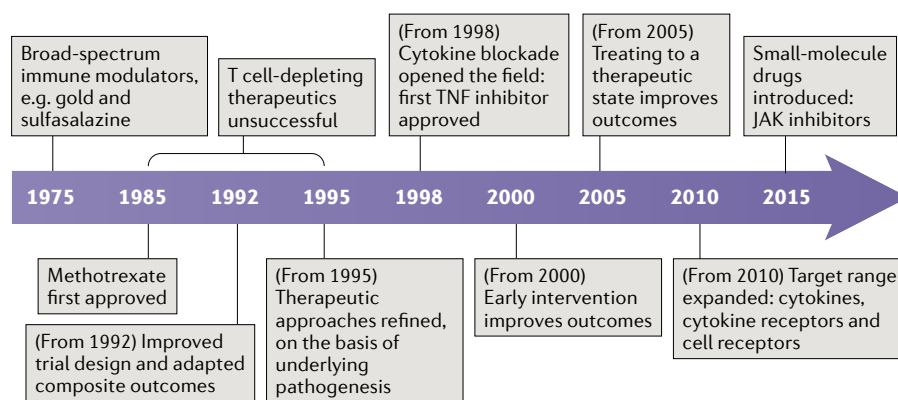 Broad-spectrum
immune modulators,
e.g. gold and
sulfasalazine
T cell-depleting
therapeutics
unsuccessful
(From 1998)
Cytokine blockade
opened the field:
first TNF inhibitor
approved
(From 2005)
Treating to a
therapeutic
state improves
outcomes
Small-molecule
drugs
introduced:
JAK inhibitors
1975 1985 1992 1995 1998 2000 2005 2010 2015
Methotrexate
first approved
(From 1992) Improved
trial design and adapted
composite outcomes
(From 1995)
Therapeutic
approaches refined,
on the basis of
underlying
pathogenesis
(From 2000)
Early intervention
improves outcomes
(From 2010) Target range
expanded: cytokines,
cytokine receptors and
cell receptors